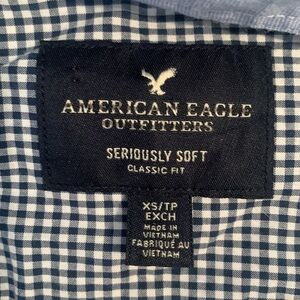 AMERICAN EAGLE
OUTFITTERS
SERIOUSLY SOFT
CLASSIC FIT
XS/TP
EXCH
MADE IN
VIETNAM
FABRIQUÉ AU
VIETNAM